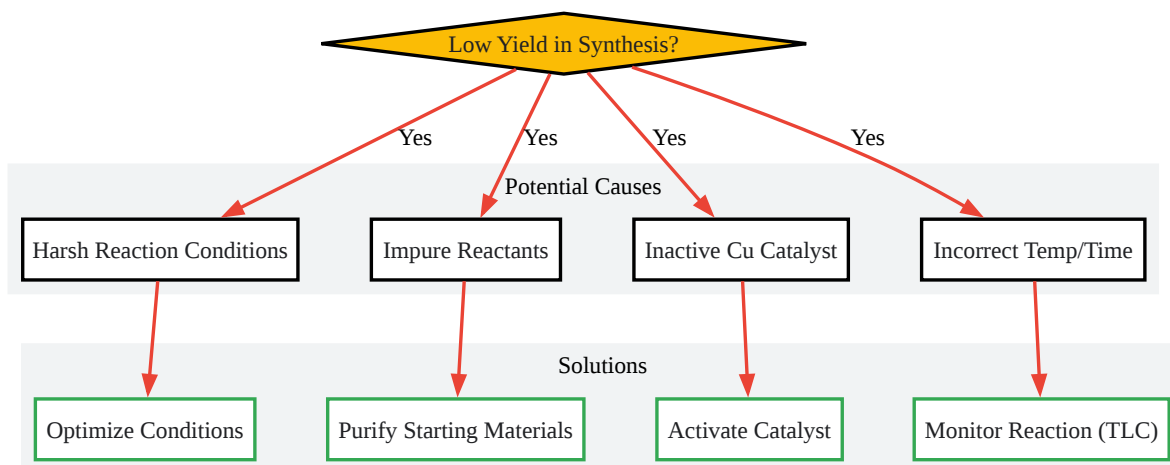 Low Yield in Synthesis?
Yes
Yes
Yes
Yes
Potential Causes
Harsh Reaction Conditions
Impure Reactants
Inactive Cu Catalyst
Incorrect Temp/Time
Solutions
Optimize Conditions
Purify Starting Materials
Activate Catalyst
Monitor Reaction (TLC)